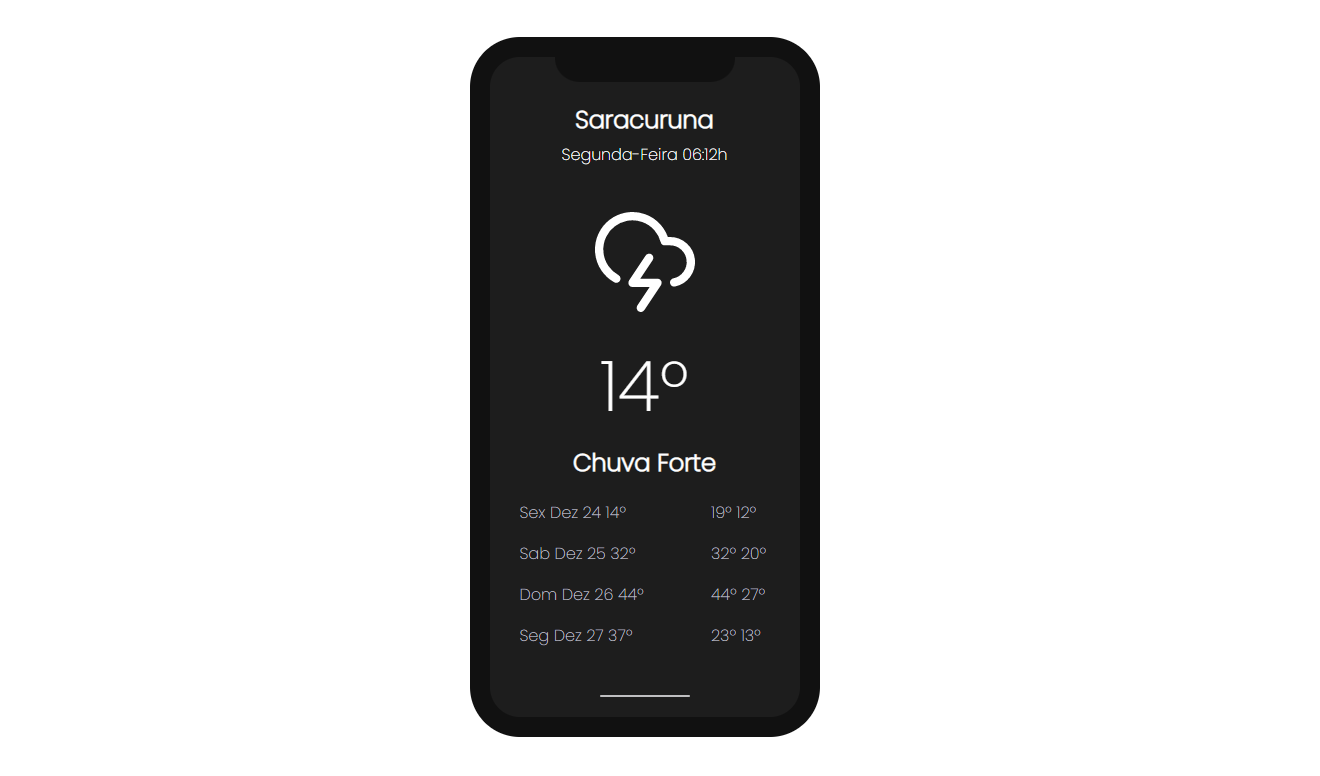 Saracuruna
Segunda-Feira 06:12h
14º
Chuva Forte
Sex Dez 24 14º 19º 12º
Sab Dez 25 32º 32º 20º
Dom Dez 26 44º 44º 27º
Seg Dez 27 37º 23º 13º